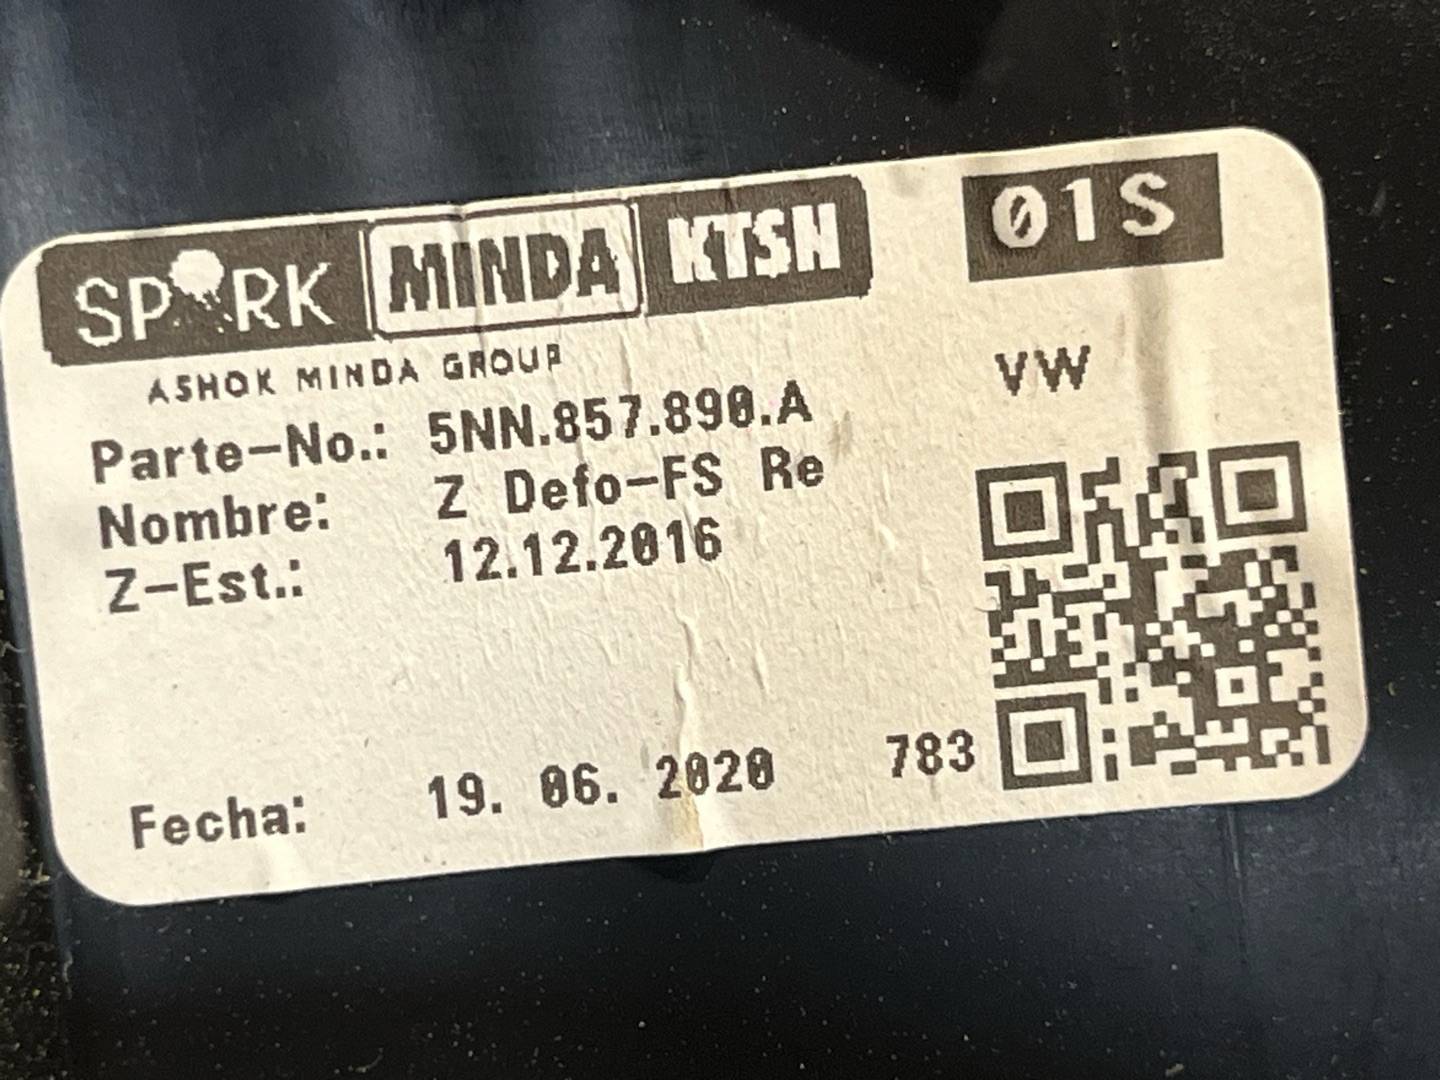 SPARK MINDA KTSN
01S
ASHOK MINDA GROUP
VW
Parte-No.: 5NN.857.890.A
Nombre: Z Defo-FS Re
Z-Est.: 12.12.2016
783
Fecha: 19. 06. 2020